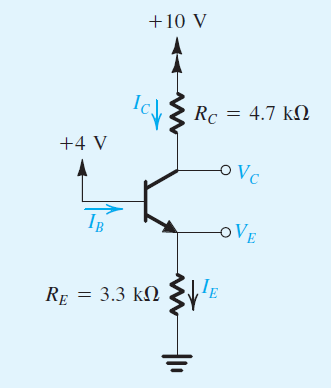 +10 V
I_C
R_C = 4.7 kΩ
+4 V
V_C
I_B
V_E
R_E = 3.3 kΩ
I_E